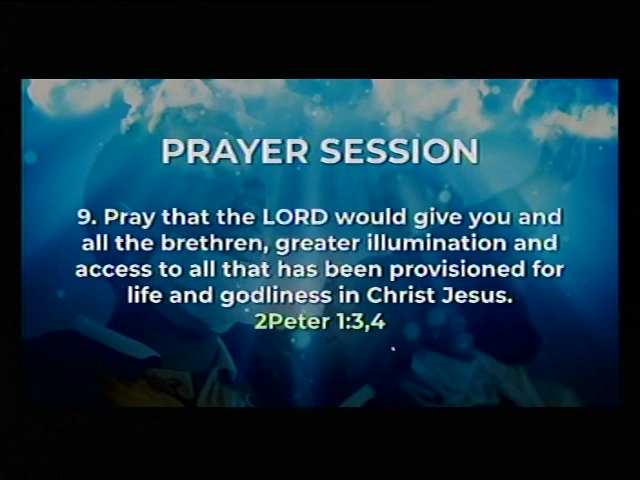 PRAYER SESSION
9. Pray that the LORD would give you and
all the brethren, greater illumination and
access to all that has been provisioned for
life and godliness in Christ Jesus.
2Peter 1:3,4